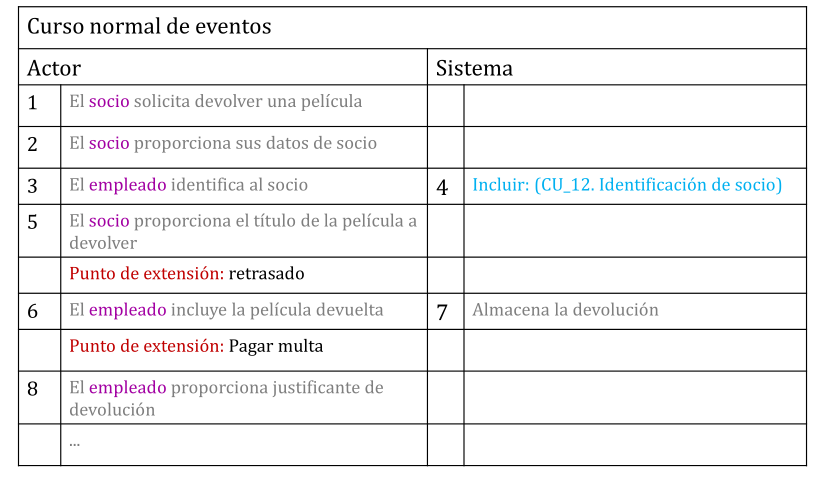 Curso normal de eventos
Actor
Sistema
1 El socio solicita devolver una película
2 El socio proporciona sus datos de socio
3 El empleado identifica al socio
4 Incluir: (CU_12. Identificación de socio)
5 El socio proporciona el título de la película a
devolver
Punto de extensión: retrasado
6 El empleado incluye la película devuelta
7 Almacena la devolución
Punto de extensión: Pagar multa
8 El empleado proporciona justificante de
devolución
...